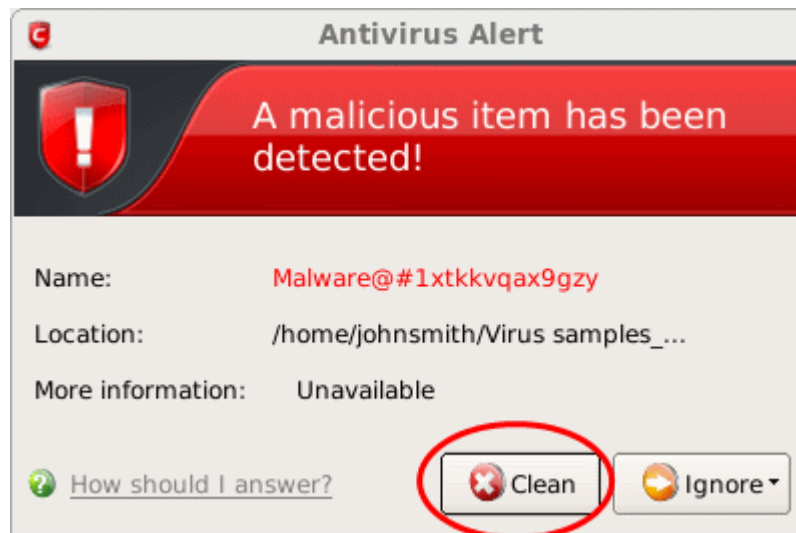 Antivirus Alert
A malicious item has been
detected!
Name: Malware@#1xtkkvqax9gzy
Location: /home/johnsmith/Virus samples_...
More information: Unavailable
How should I answer? Clean Ignore